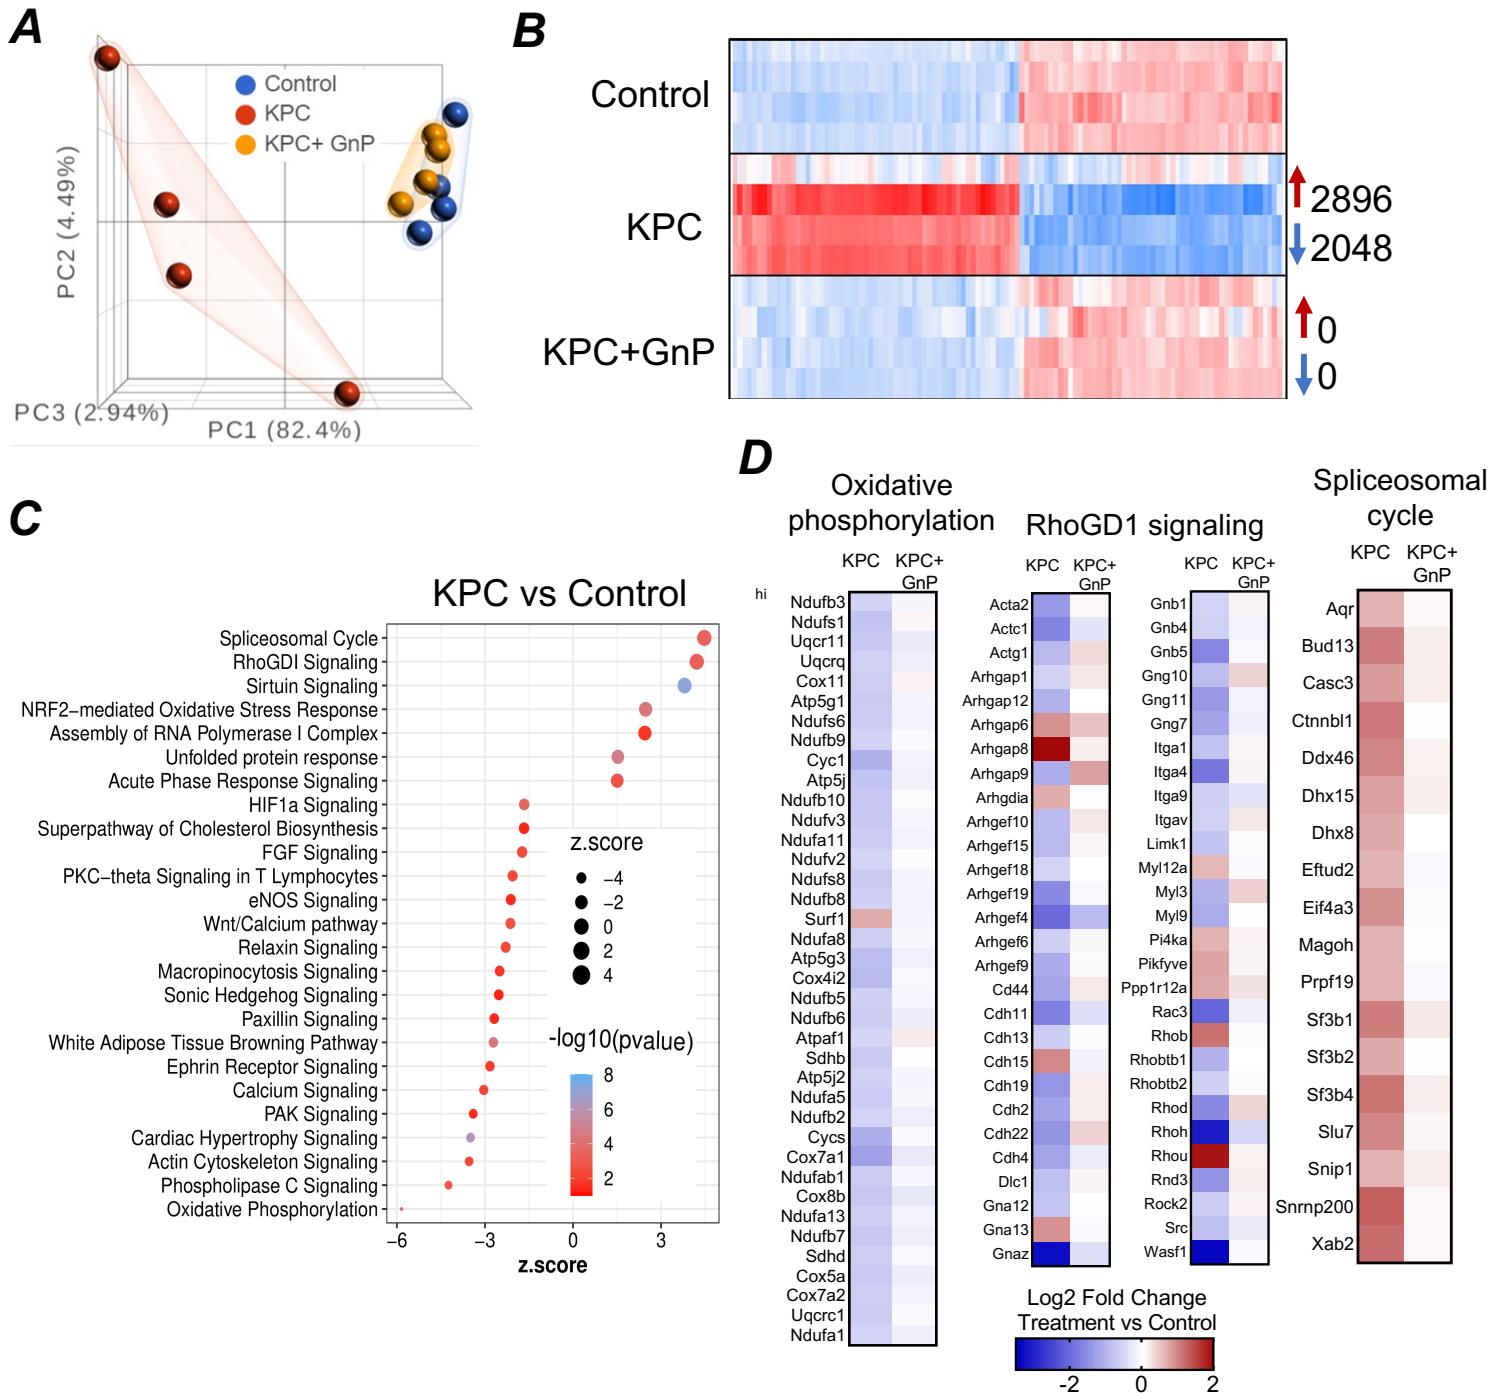 A
Control
KPC
KPC+ GnP
PC2 (4.49%)
PC3 (2.94%)
PC1 (82.4%)
B
Control
KPC
KPC+GnP
2896
2048
0
0
C
KPC vs Control
Spliceosomal Cycle
RhoGDI Signaling
Sirtuin Signaling
NRF2−mediated Oxidative Stress Response
Assembly of RNA Polymerase I Complex
Unfolded protein response
Acute Phase Response Signaling
HIF1a Signaling
Superpathway of Cholesterol Biosynthesis
FGF Signaling
PKC−theta Signaling in T Lymphocytes
eNOS Signaling
Wnt/Calcium pathway
Relaxin Signaling
Macropinocytosis Signaling
Sonic Hedgehog Signaling
Paxillin Signaling
White Adipose Tissue Browning Pathway
Ephrin Receptor Signaling
Calcium Signaling
PAK Signaling
Cardiac Hypertrophy Signaling
Actin Cytoskeleton Signaling
Phospholipase C Signaling
Oxidative Phosphorylation
−6 −3 0 3
z.score
z.score
−4
−2
0
2
4
-log10(pvalue)
8
6
4
2
D
Oxidative
phosphorylation
KPC KPC+
GnP
hi
Ndufb3
Ndufs1
Uqcr11
Uqcrq
Cox11
Atp5g1
Ndufs6
Ndufb9
Cyc1
Atp5j
Ndufb10
Ndufv3
Ndufa11
Ndufv2
Ndufs8
Ndufb8
Surf1
Ndufa8
Atp5g3
Cox4i2
Ndufb5
Ndufb6
Atpaf1
Sdhb
Atp5j2
Ndufa5
Ndufb2
Cycs
Cox7a1
Ndufab1
Cox8b
Ndufa13
Ndufb7
Sdhd
Cox5a
Cox7a2
Uqcrc1
Ndufa1
RhoGD1 signaling
KPC KPC+
GnP
Acta2
Actc1
Actg1
Arhgap1
Arhgap12
Arhgap6
Arhgap8
Arhgap9
Arhgdia
Arhgef10
Arhgef15
Arhgef18
Arhgef19
Arhgef4
Arhgef6
Arhgef9
Cd44
Cdh11
Cdh13
Cdh15
Cdh19
Cdh2
Cdh22
Cdh4
Dlc1
Gna12
Gna13
Gnaz
KPC KPC+
GnP
Gnb1
Gnb4
Gnb5
Gng10
Gng11
Gng7
Itga1
Itga4
Itga9
Itgav
Limk1
Myl12a
Myl3
Myl9
Pi4ka
Pikfyve
Ppp1r12a
Rac3
Rhob
Rhobtb1
Rhobtb2
Rhod
Rhoh
Rhou
Rnd3
Rock2
Src
Wasf1
Spliceosomal
cycle
KPC KPC+
GnP
Aqr
Bud13
Casc3
Ctnnbl1
Ddx46
Dhx15
Dhx8
Eftud2
Eif4a3
Magoh
Prpf19
Sf3b1
Sf3b2
Sf3b4
Slu7
Snip1
Snrnp200
Xab2
Log2 Fold Change
Treatment vs Control
-2 0 2